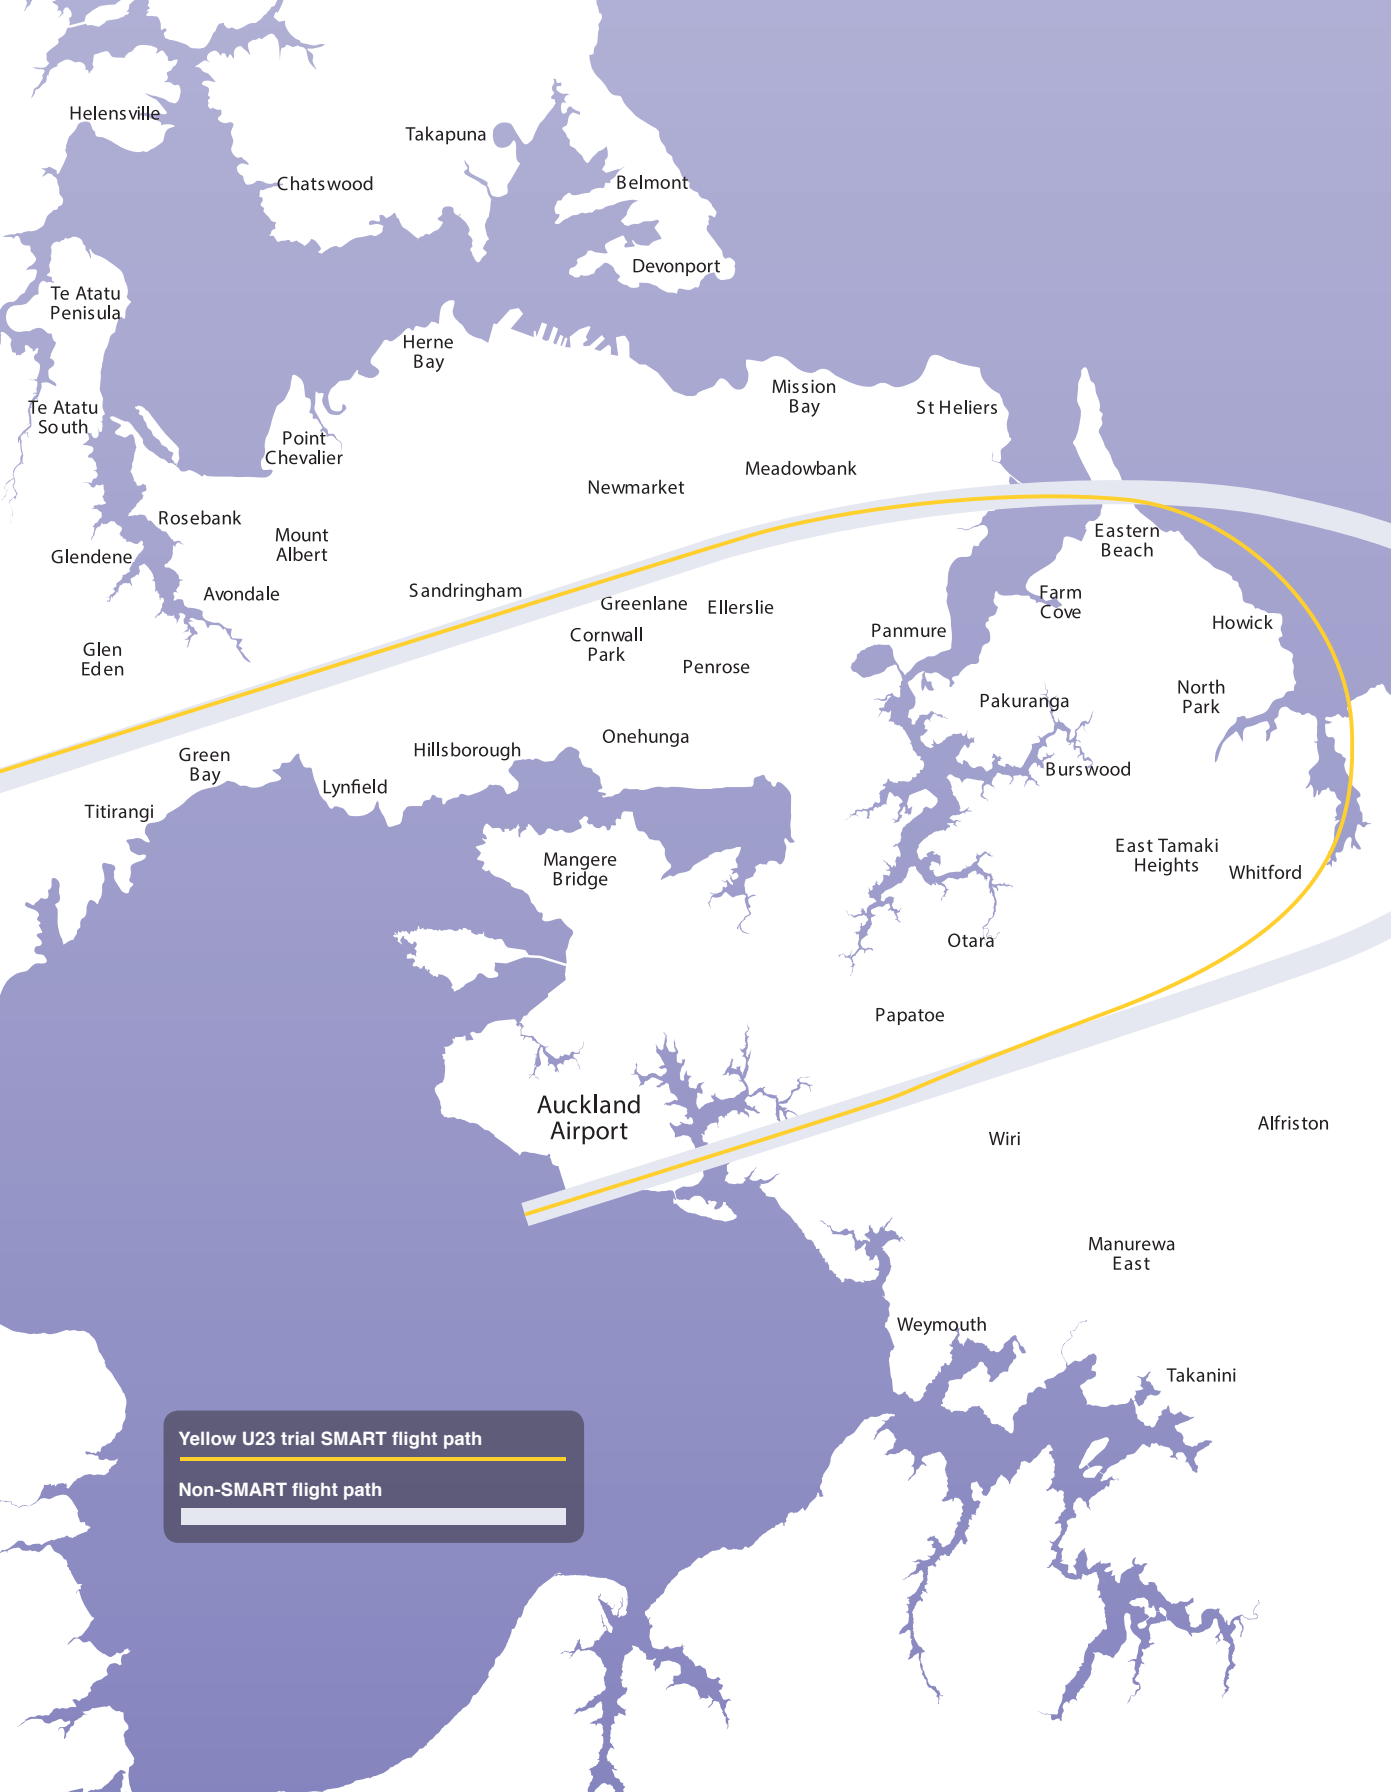 Helensville
Takapuna
Chatswood
Belmont
Devonport
Te Atatu
Penisula
Herne
Bay
Mission
Bay
St Heliers
Te Atatu
South
Point
Chevalier
Meadowbank
Newmarket
Rosebank
Mount
Albert
Eastern
Beach
Glendene
Avondale
Sandringham
Greenlane
Ellerslie
Farm
Cove
Howick
Cornwall
Park
Panmure
Glen
Eden
Penrose
Pakuranga
North
Park
Onehunga
Hillsborough
Green
Bay
Burswood
Lynfield
Titirangi
East Tamaki
Heights
Whitford
Mangere
Bridge
Otara
Papatoe
Auckland
Airport
Wiri
Alfriston
Manurewa
East
Weymouth
Takanini
Yellow U23 trial SMART flight path
Non-SMART flight path